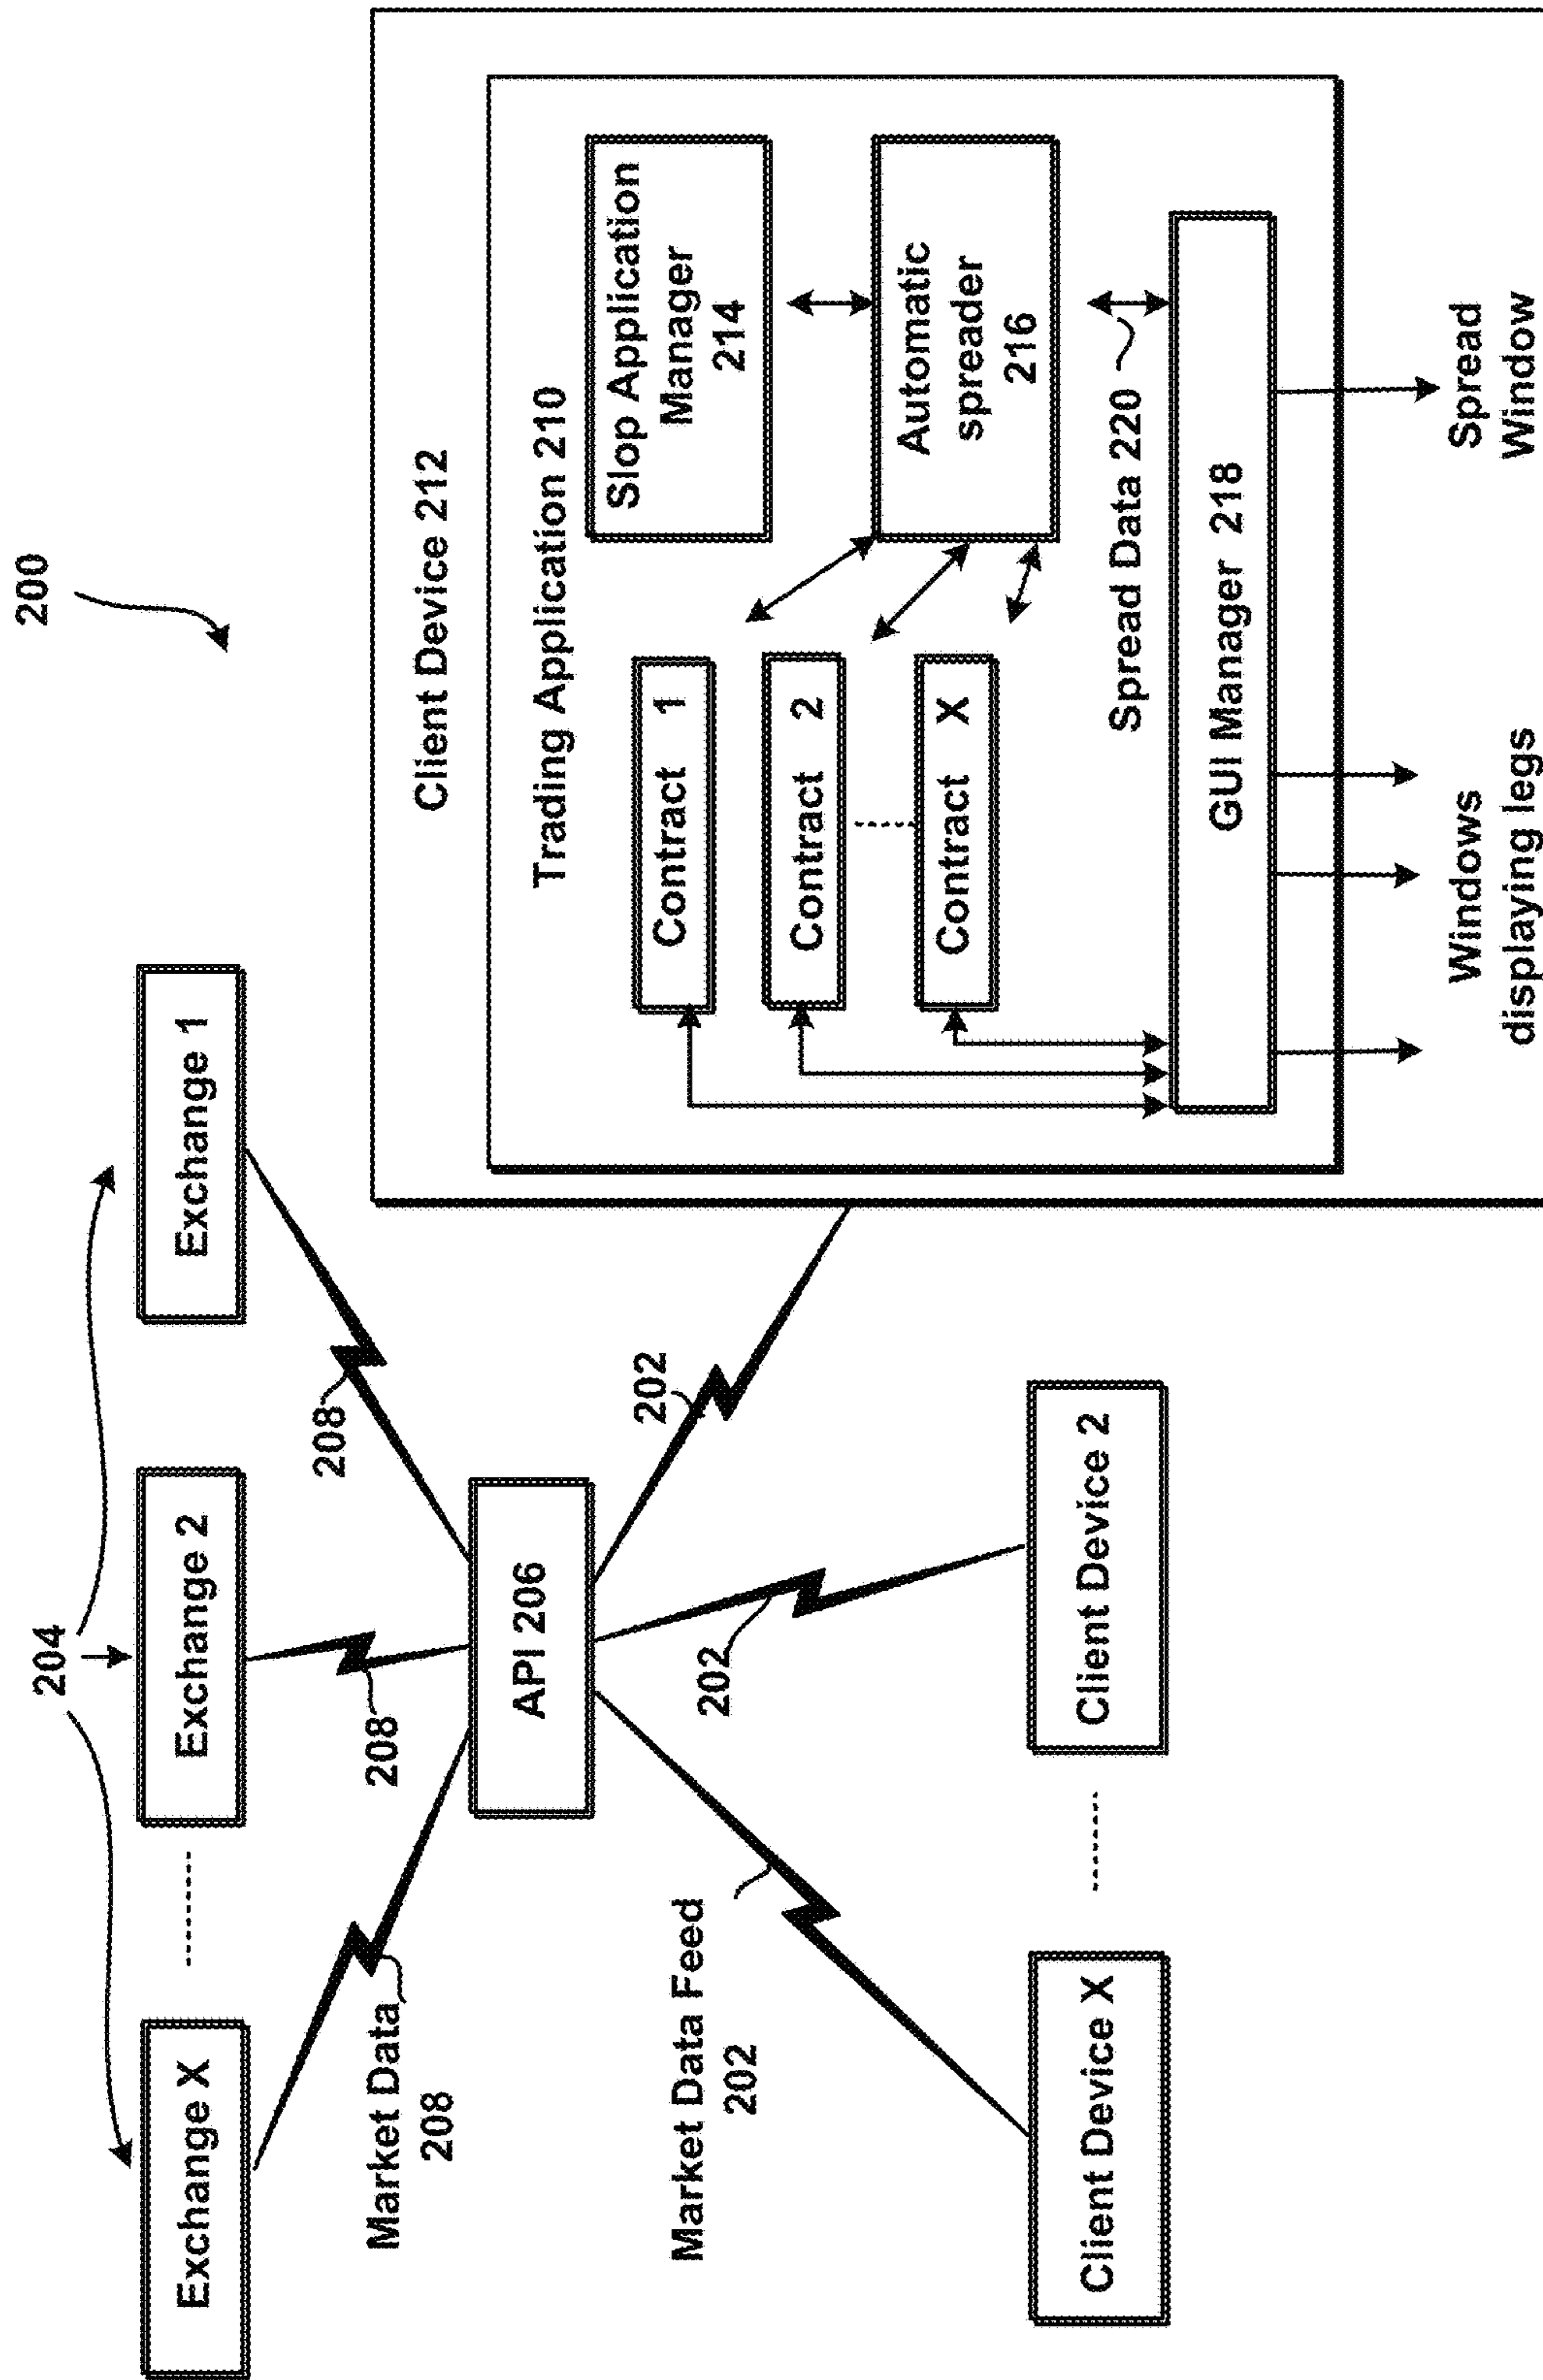 200
204
Exchange X
Exchange 2
Exchange 1
Market Data
208
208
208
API 206
Market Data Feed
202
202
202
Client Device X
Client Device 2
Client Device 212
Trading Application 210
Contract 1
Contract 2
Contract X
Slop Application
Manager
214
Automatic
spreader
216
Spread Data 220
GUI Manager 218
Windows
displaying legs
Spread
Window